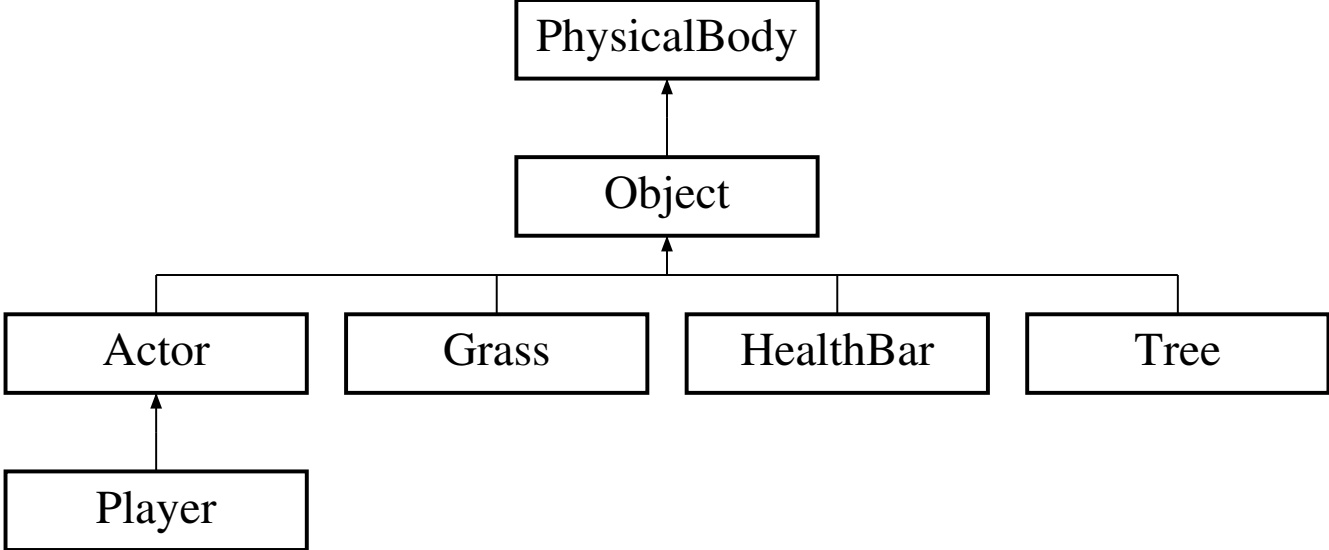 PhysicalBody
Object
Actor
Grass
HealthBar
Tree
Player